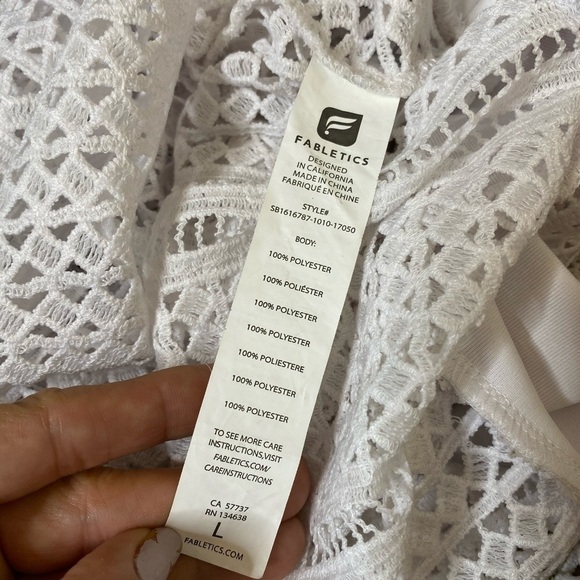 FABLETICS
DESIGNED
IN CALIFORNIA
MADE IN CHINA
FABRIQUÉ EN CHINE
STYLE#
SB1616787-1010-17050
BODY:
100% POLYESTER
100% POLIÉSTER
100% POLYESTER
100% POLYESTER
100% POLIESTERE
100% POLYESTER
100% POLYESTER
TO SEE MORE CARE
INSTRUCTIONS,VISIT
FABLETICS.COM/
CAREINSTRUCTIONS
CA 57737
RN 134638
L
FABLETICS.COM